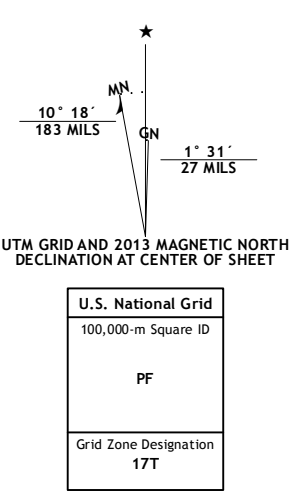 ★
MN
10° 18´
183 MILS
GN
1° 31´
27 MILS
UTM GRID AND 2013 MAGNETIC NORTH
DECLINATION AT CENTER OF SHEET
U.S. National Grid
100,000-m Square ID
PF
Grid Zone Designation
17T